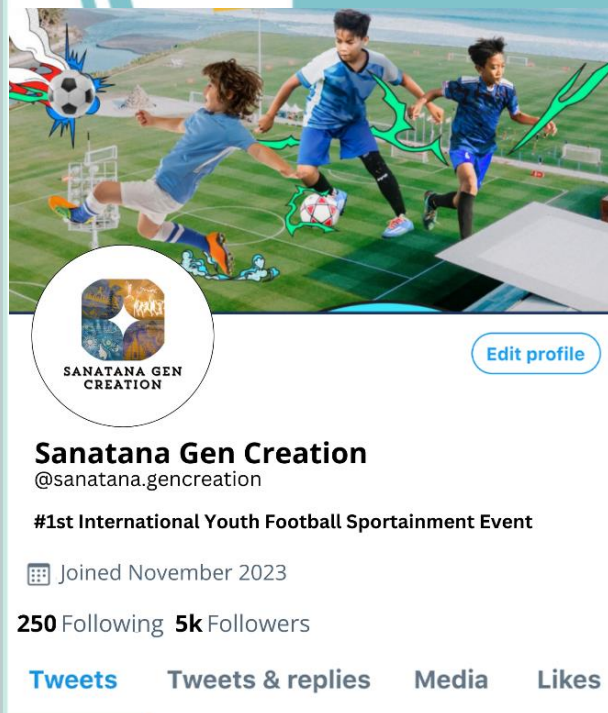 SANATANA GEN
CREATION
Edit profile
Sanatana Gen Creation
@sanatana.gencreation
#1st International Youth Football Sportainment Event
Joined November 2023
250 Following 5k Followers
Tweets Tweets & replies Media Likes